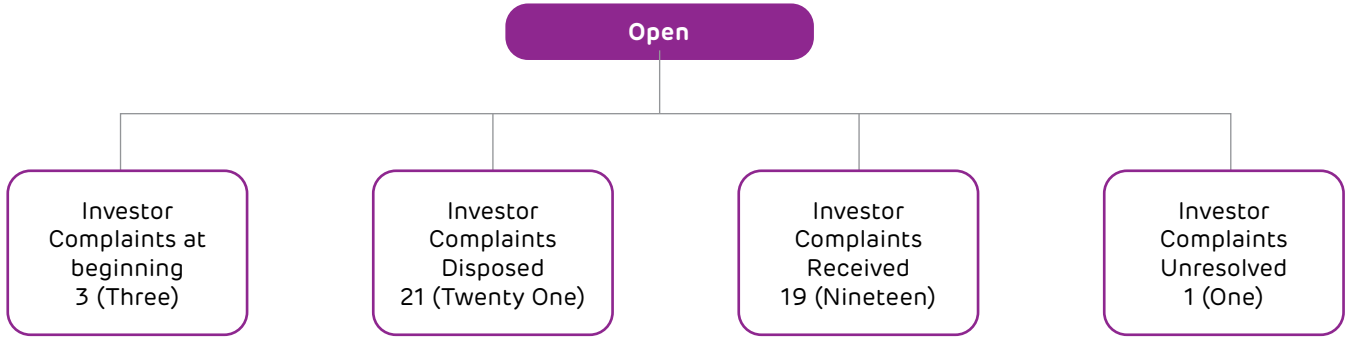 Open
Investor
Complaints at
beginning
3 (Three)
Investor
Complaints
Disposed
21 (Twenty One)
Investor
Complaints
Received
19 (Nineteen)
Investor
Complaints
Unresolved
1 (One)